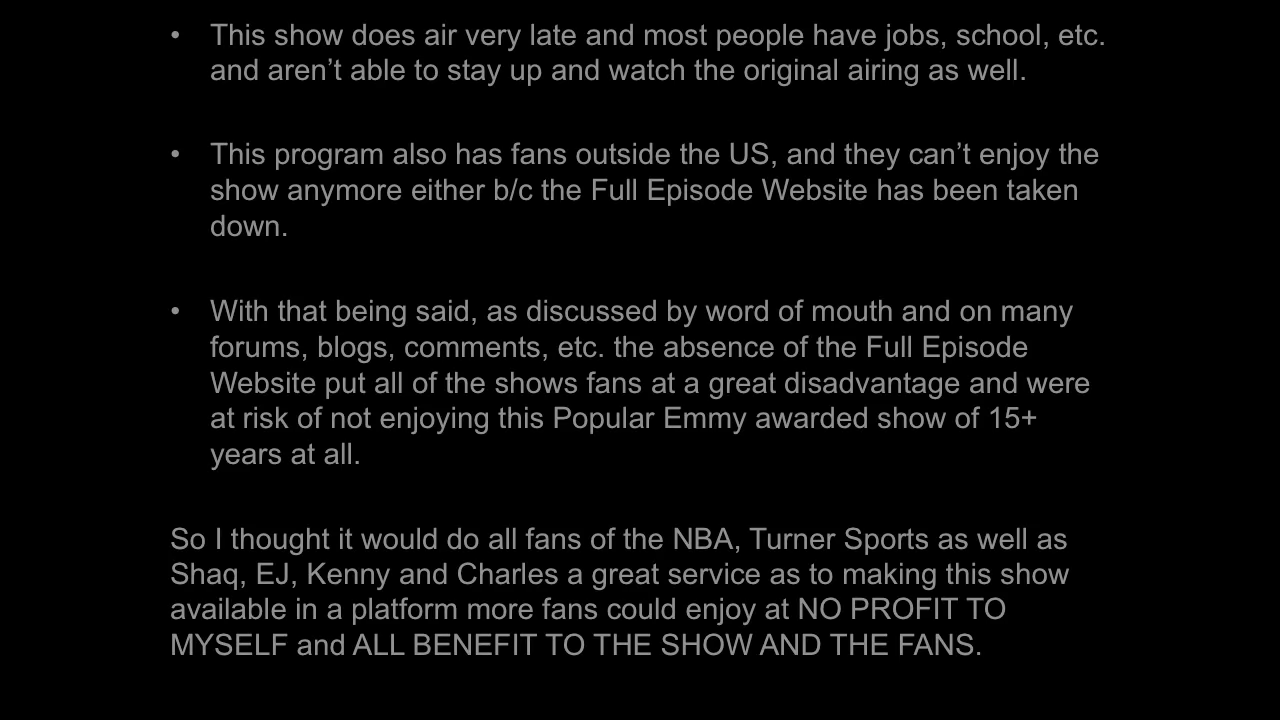 • This show does air very late and most people have jobs, school, etc.
and aren’t able to stay up and watch the original airing as well.
• This program also has fans outside the US, and they can’t enjoy the
show anymore either b/c the Full Episode Website has been taken
down.
• With that being said, as discussed by word of mouth and on many
forums, blogs, comments, etc. the absence of the Full Episode
Website put all of the shows fans at a great disadvantage and were
at risk of not enjoying this Popular Emmy awarded show of 15+
years at all.
So I thought it would do all fans of the NBA, Turner Sports as well as
Shaq, EJ, Kenny and Charles a great service as to making this show
available in a platform more fans could enjoy at NO PROFIT TO
MYSELF and ALL BENEFIT TO THE SHOW AND THE FANS.